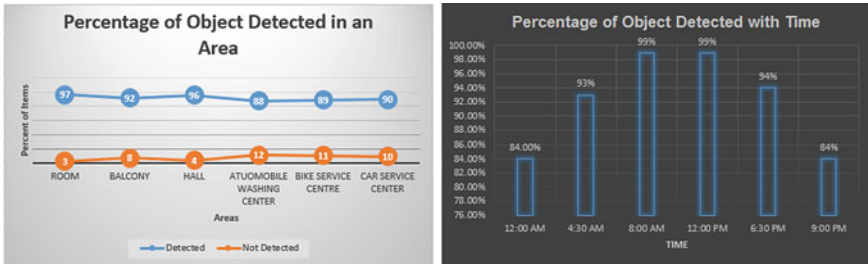 Percentage of Object Detected in an
Area
Percent of Items
97 92 96 88 89 90
3 8 4 12 11 10
ROOM BALCONY HALL ATUOMOBILE WASHING CENTER BIKE SERVICE CENTRE CAR SERVICE CENTER
Areas
Detected Not Detected
Percentage of Object Detected with Time
100.00%
98.00%
96.00%
94.00%
92.00%
90.00%
88.00%
86.00%
84.00%
82.00%
80.00%
78.00%
76.00%
84.00% 93% 99% 99% 94% 84%
12:00 AM 4:30 AM 8:00 AM 12:00 PM 6:30 PM 9:00 PM
TIME